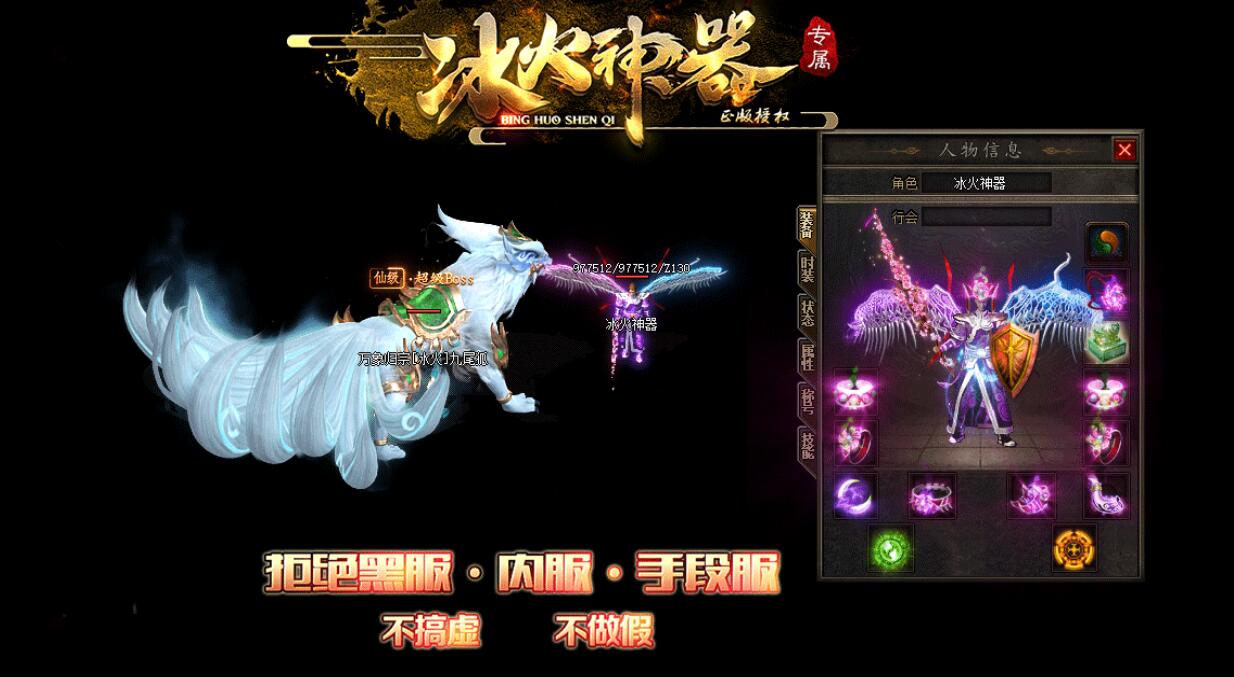 冰火神器
专属
BING HUO SHEN QI
正版授权
人物信息
角色 冰火神器
行会
装备
时装
状态
属性
称号
技能
977512/977512/Z130
冰火神器
仙级·超级Boss
万象归宗[冰火]九尾狐
拒绝黑服·内服·手段服
不搞虚 不做假